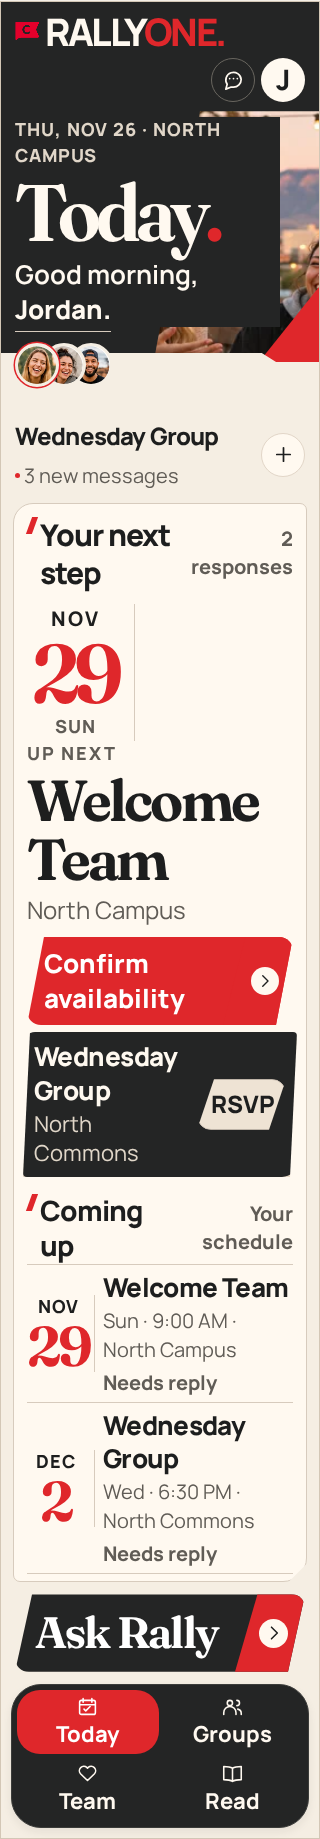 RALLYONE.
J
THU, NOV 26 · NORTH
CAMPUS
Today.
Good morning,
Jordan.
Wednesday Group
3 new messages
Your next
step
2
responses
NOV
29
SUN
UP NEXT
Welcome
Team
North Campus
Confirm
availability
Wednesday
Group
North
Commons
RSVP
Coming
up
Your
schedule
NOV
29
Welcome Team
Sun · 9:00 AM ·
North Campus
Needs reply
DEC
2
Wednesday
Group
Wed · 6:30 PM ·
North Commons
Needs reply
Ask Rally
Today
Groups
Team
Read